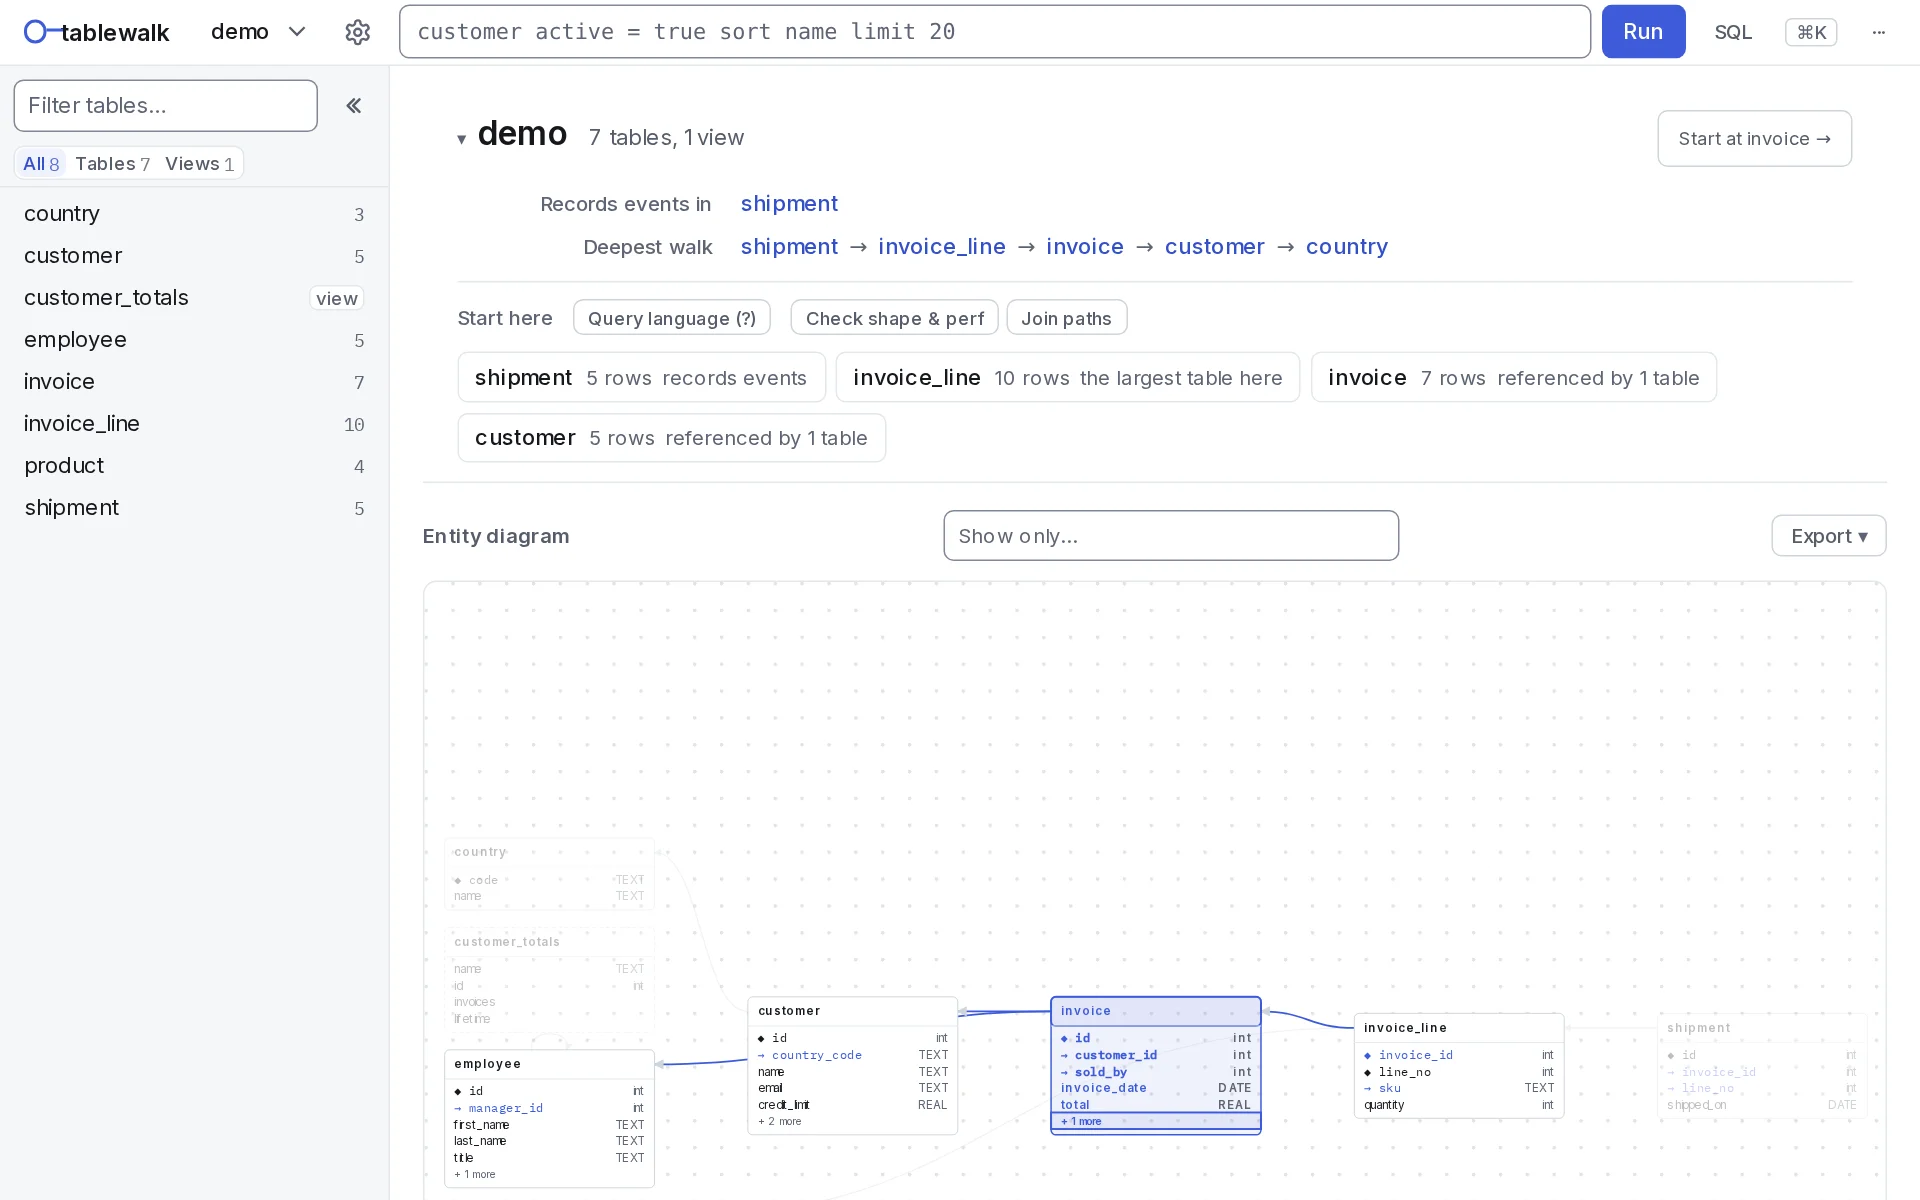 tablewalk demo customer active = true sort name limit 20 Run SQL ⌘K ···
Filter tables... «
All 8 Tables 7 Views 1
country 3
customer 5
customer_totals view
employee 5
invoice 7
invoice_line 10
product 4
shipment 5
▾ demo 7 tables, 1 view Start at invoice →
Records events in shipment
Deepest walk shipment → invoice_line → invoice → customer → country
Start here Query language (?) Check shape & perf Join paths
shipment 5 rows records events
invoice_line 10 rows the largest table here
invoice 7 rows referenced by 1 table
customer 5 rows referenced by 1 table
Entity diagram Show only... Export ▾
country
◆ code TEXT
name TEXT
customer_totals
name TEXT
id int
invoices
lifetime
employee
◆ id int
→ manager_id int
first_name TEXT
last_name TEXT
title TEXT
+ 1 more
customer
◆ id int
→ country_code TEXT
name TEXT
email TEXT
credit_limit REAL
+ 2 more
invoice
◆ id int
→ customer_id int
→ sold_by int
invoice_date DATE
total REAL
+ 1 more
invoice_line
◆ invoice_id int
◆ line_no int
→ sku TEXT
quantity int
shipment
◆ id int
→ invoice_id int
→ line_no int
shipped_on DATE